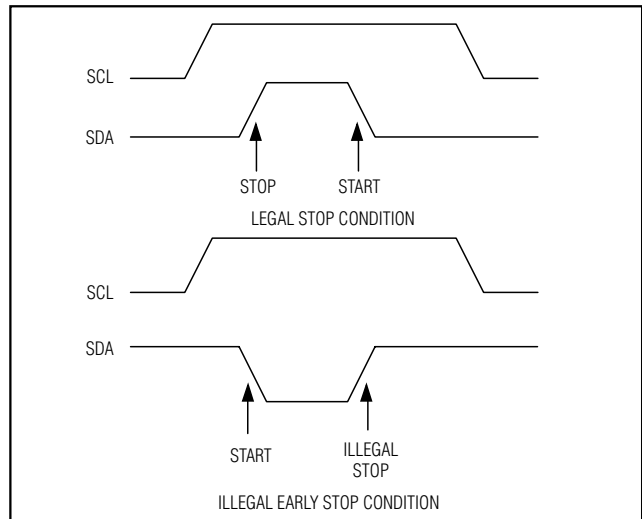 SCL
SDA
STOP START
LEGAL STOP CONDITION
SCL
SDA
START ILLEGAL
STOP
ILLEGAL EARLY STOP CONDITION